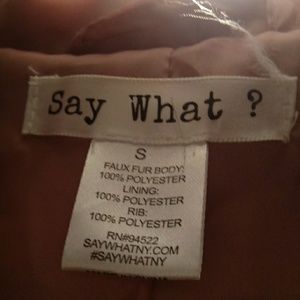 Say What ?
S
FAUX FUR BODY:
100% POLYESTER
LINING:
100% POLYESTER
RIB:
100% POLYESTER
RN#94522
SAYWHATNY.COM
#SAYWHATNY